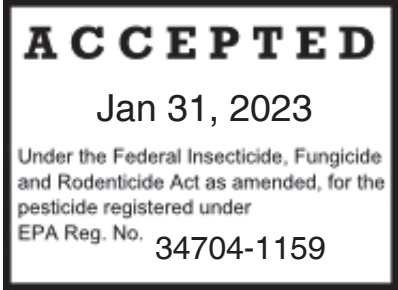 ACCEPTED
Jan 31, 2023
Under the Federal Insecticide, Fungicide
and Rodenticide Act as amended, for the
pesticide registered under
EPA Reg. No. 34704-1159